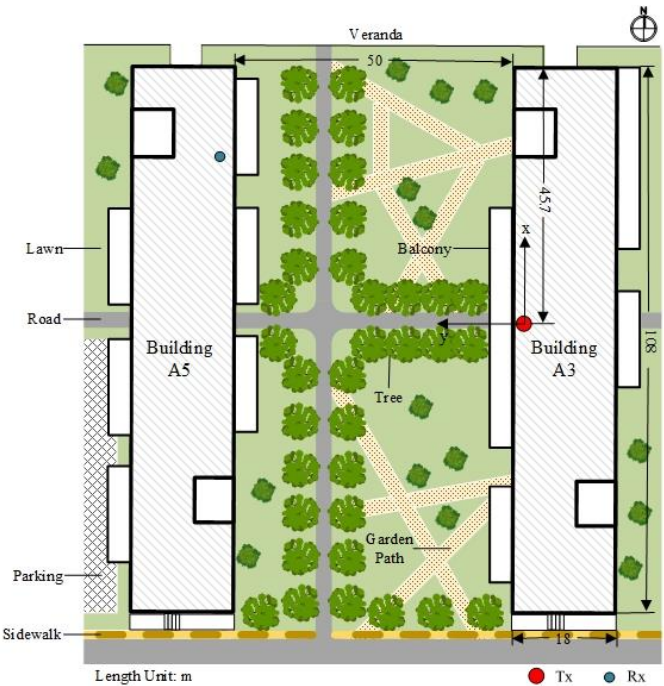 N
Veranda
50
45.7
x
Lawn
Balcony
Road
y
Building
A5
Building
A3
108
Tree
Garden
Path
Parking
Sidewalk
18
Length Unit: m
Tx
Rx